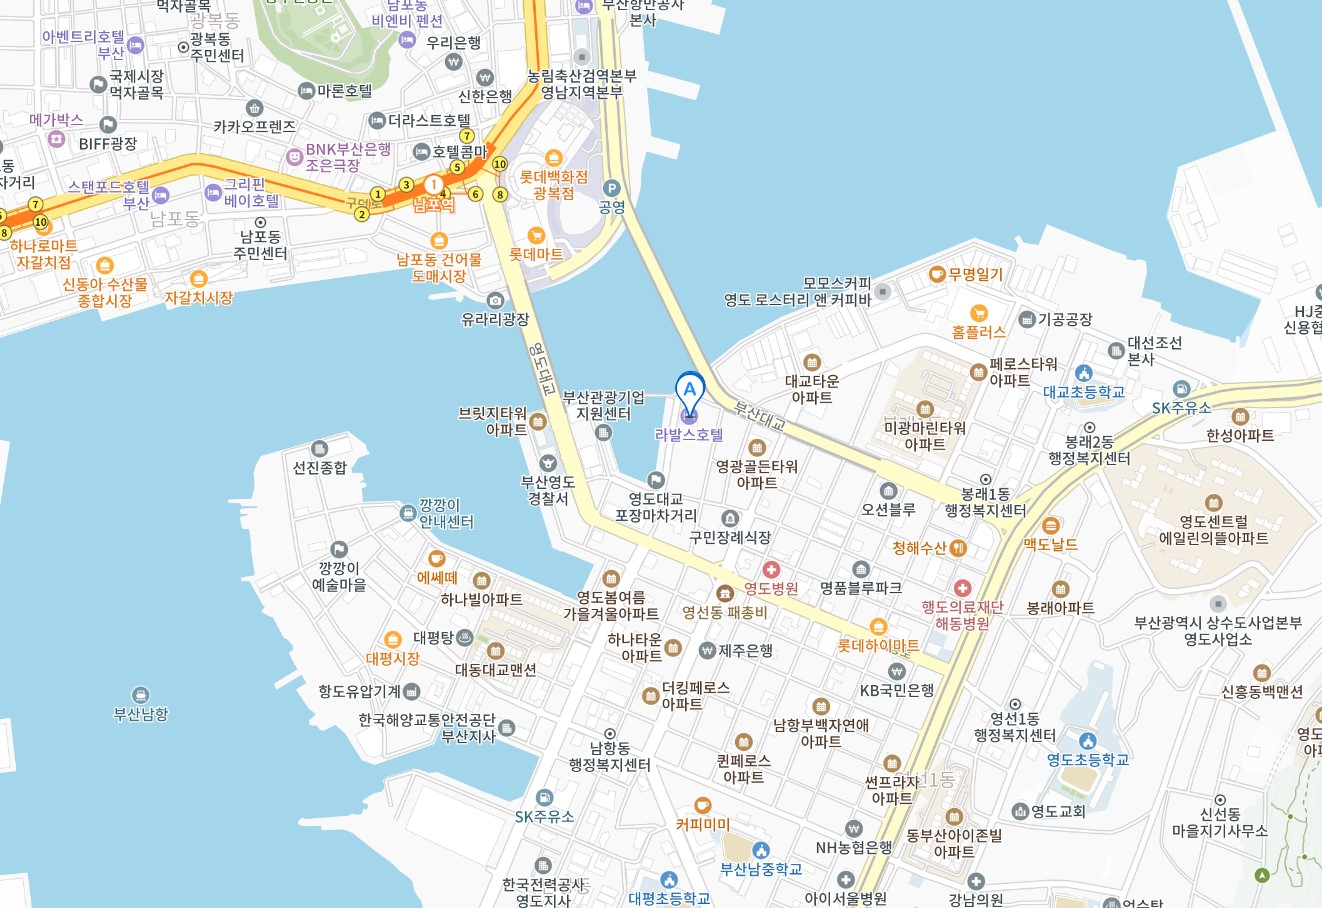 먹자골목
광복동
남포동
비엔비 펜션
부산항만공사
본사
아벤트리호텔
부산
광복동
주민센터
우리은행
농림축산검역본부
영남지역본부
국제시장
먹자골목
마론호텔
신한은행
메가박스
카카오프렌즈
더라스트호텔
BIFF광장
BNK부산은행
조은극장
호텔콤마
7
5
10
롯데백화점
광복점
스탠포드호텔
부산
그리핀
베이호텔
1
3
1
4
6
8
2
구덕로
남포역
P
공영
7
10
8
남포동
하나로마트
자갈치점
남포동
주민센터
남포동 건어물
도매시장
롯데마트
신동아 수산물
종합시장
자갈치시장
유라리광장
모모스커피
영도 로스터리 앤 커피바
무명일기
홈플러스
기공공장
대선조선
본사
영도대교
대교타운
아파트
페로스타워
아파트
대교초등학교
SK주유소
A
라발스호텔
부산대교
부산관광기업
지원센터
브릿지타워
아파트
미광마린타워
아파트
봉래2동
행정복지센터
한성아파트
선진종합
부산영도
경찰서
영광골든타워
아파트
영도대교
포장마차거리
오션블루
봉래1동
행정복지센터
깡깡이
안내센터
구민장례식장
청해수산
맥도날드
영도센트럴
에일린의뜰아파트
깡깡이
예술마을
에쎄떼
하나빌아파트
영도봄여름
가을겨울아파트
영도병원
명품블루파크
영선동 패총비
행도의료재단
해동병원
봉래아파트
부산광역시 상수도사업본부
영도사업소
대평탕
대평시장
대동대교맨션
하나타운
아파트
제주은행
롯데하이마트
KB국민은행
신흥동백맨션
부산남항
항도유압기계
더킹페로스
아파트
한국해양교통안전공단
부산지사
남항동
행정복지센터
남항부백자연애
아파트
영선1동
행정복지센터
퀸페로스
아파트
영도초등학교
썬프라자
아파트
SK주유소
커피미미
영도교회
신선동
마을지기사무소
NH농협은행
동부산아이존빌
아파트
부산남중학교
한국전력공사
영도지사
대평초등학교
아이서울병원
강남의원